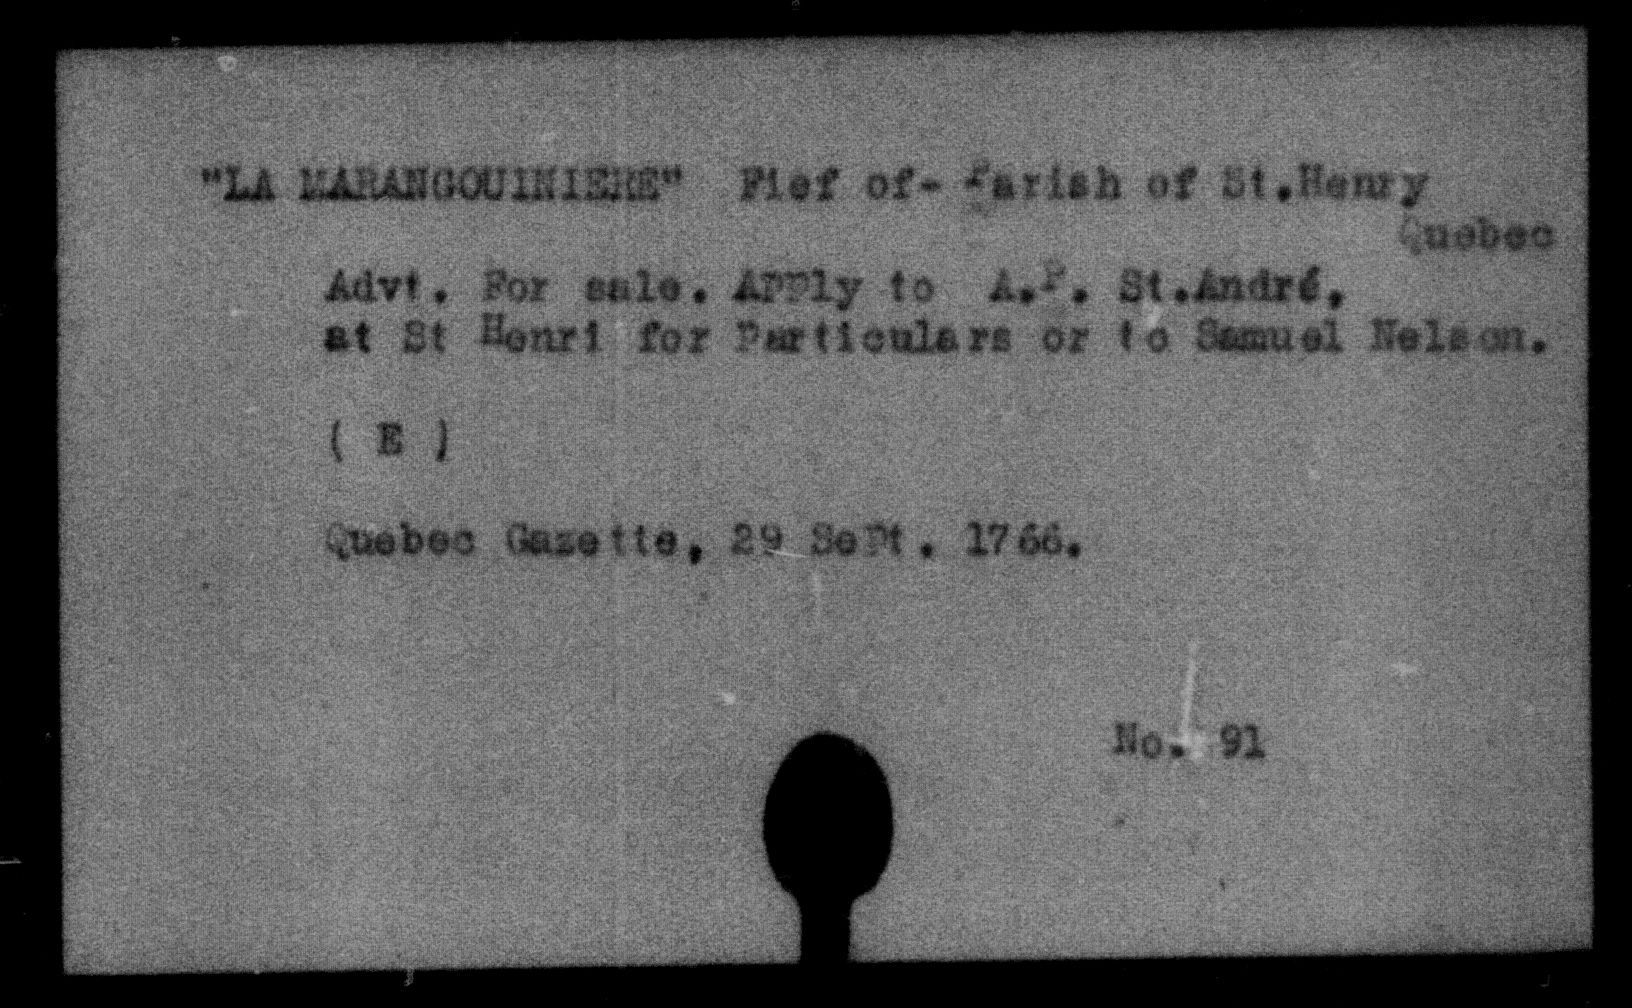 "LA MARANGOUINIERE" Fief of- Parish of St.Henry
Quebec
Advt. For sale. APPly to A.P. St.André,
at St Henri for Particulars or to Samuel Nelson.
( E )
Quebec Gazette, 29 SePt. 1766.
No. 91